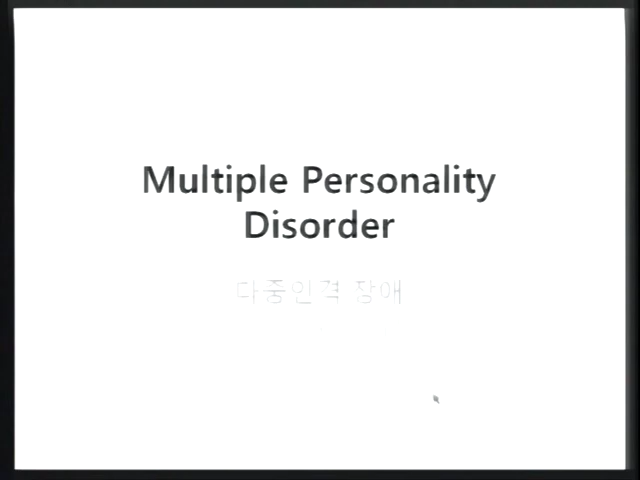 Multiple Personality
Disorder
다중인격 장애